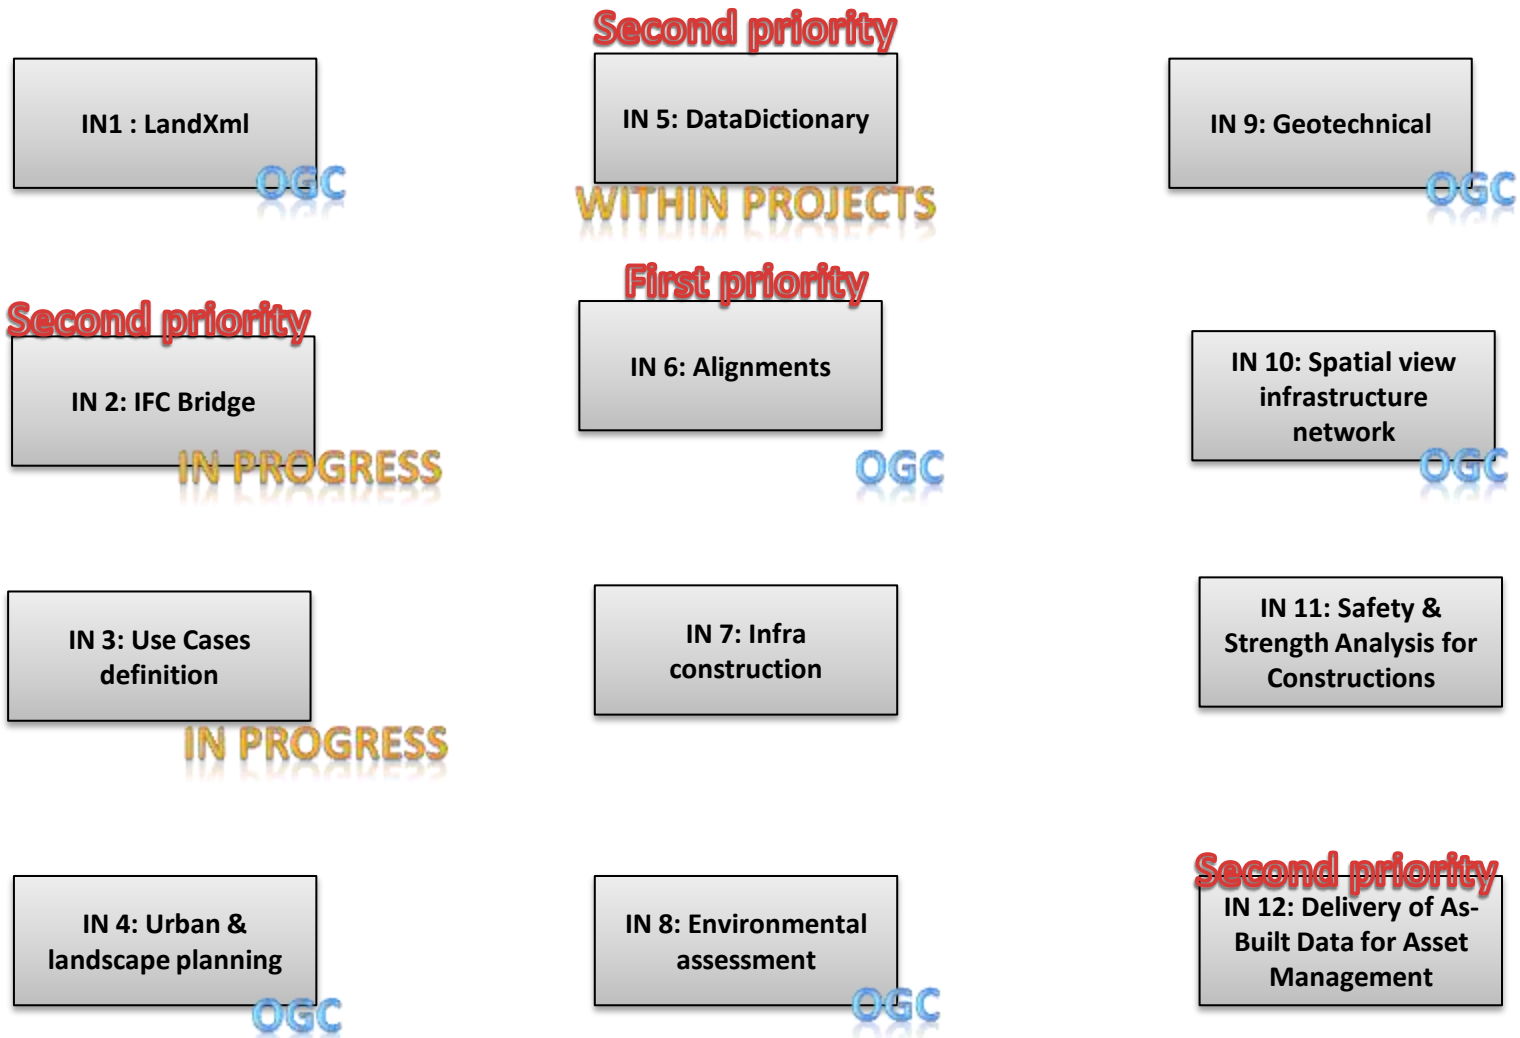 Second priority
IN1 : LandXml
OGC
IN 5: DataDictionary
WITHIN PROJECTS
IN 9: Geotechnical
OGC
Second priority
IN 2: IFC Bridge
IN PROGRESS
First priority
IN 6: Alignments
OGC
IN 10: Spatial view
infrastructure
network
OGC
IN 3: Use Cases
definition
IN PROGRESS
IN 7: Infra
construction
IN 11: Safety &
Strength Analysis for
Constructions
IN 4: Urban &
landscape planning
OGC
IN 8: Environmental
assessment
OGC
Second priority
IN 12: Delivery of As-
Built Data for Asset
Management